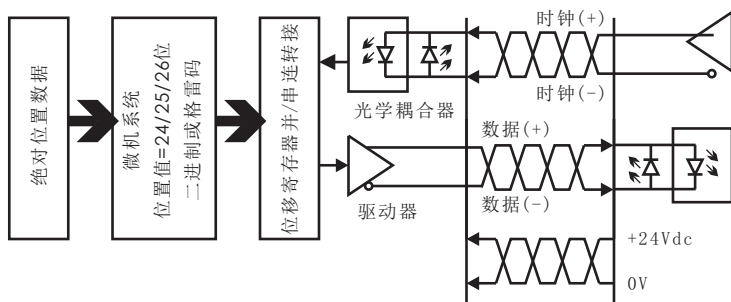 绝对位置数据
微机系统
位置值=24/25/26位
二进制或格雷码
位移寄存器并/串连转接
光学耦合器
驱动器
时钟(+)
时钟(-)
数据(+)
数据(-)
+24Vdc
0V